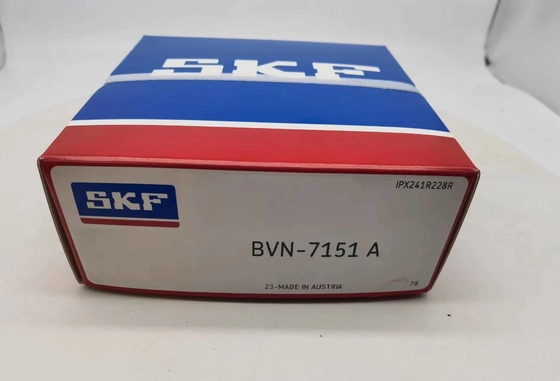 SKF
IPX241R228R
SKF
BVN-7151 A
23-MADE IN AUSTRIA
78